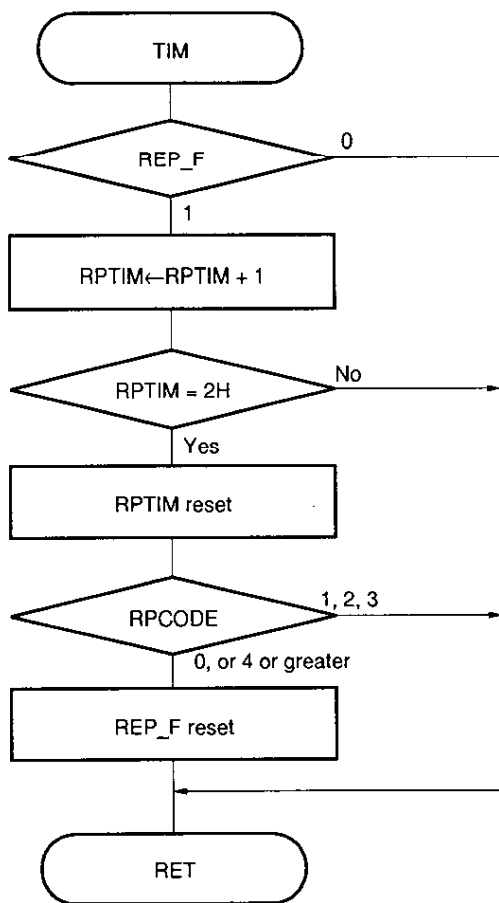 TIM
REP_F
0
1
RPTIM←RPTIM + 1
RPTIM = 2H
No
Yes
RPTIM reset
RPCODE
1, 2, 3
0, or 4 or greater
REP_F reset
RET